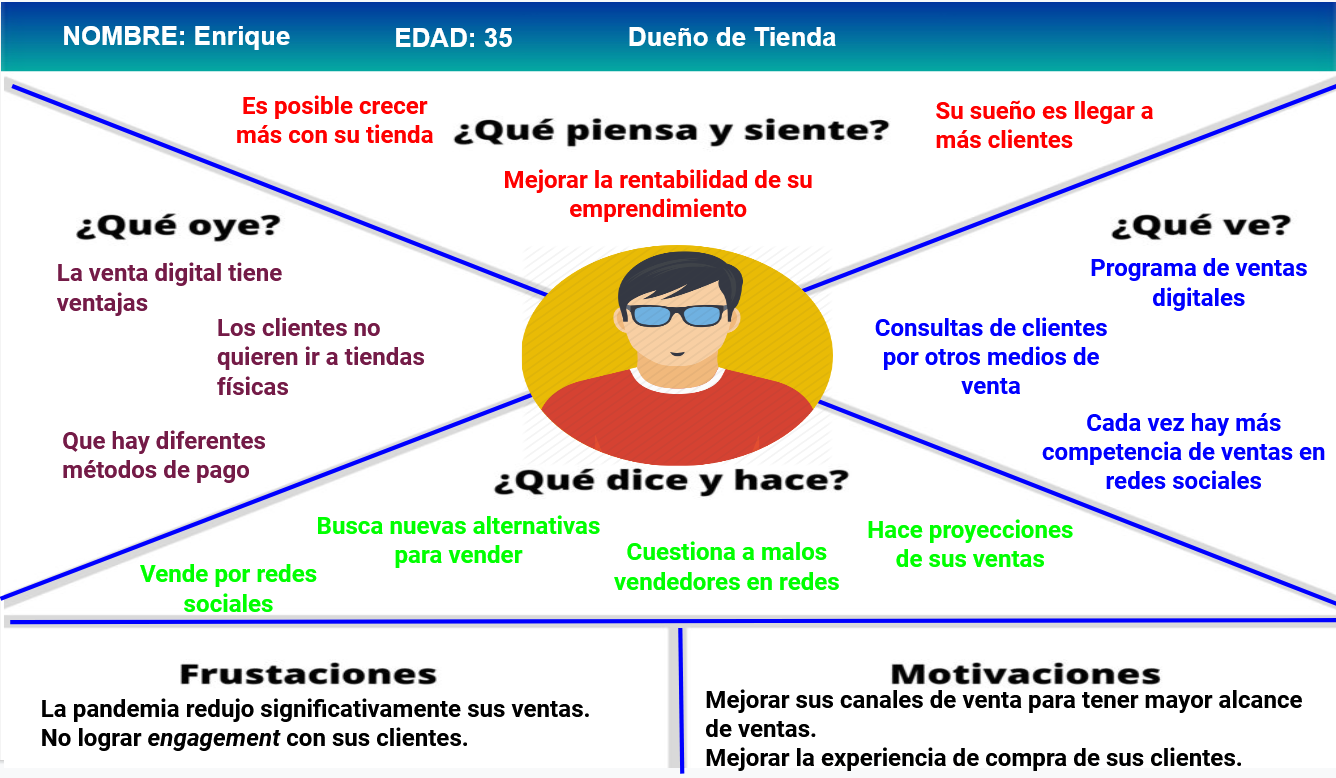 NOMBRE: Enrique
EDAD: 35
Dueño de Tienda
¿Qué piensa y siente?
Es posible crecer
más con su tienda
Mejorar la rentabilidad de su
emprendimiento
Su sueño es llegar a
más clientes
¿Qué oye?
La venta digital tiene
ventajas
Los clientes no
quieren ir a tiendas
físicas
Que hay diferentes
métodos de pago
¿Qué ve?
Programa de ventas
digitales
Consultas de clientes
por otros medios de
venta
Cada vez hay más
competencia de ventas en
redes sociales
¿Qué dice y hace?
Vende por redes
sociales
Busca nuevas alternativas
para vender
Cuestiona a malos
vendedores en redes
Hace proyecciones
de sus ventas
Frustaciones
La pandemia redujo significativamente sus ventas.
No lograr engagement con sus clientes.
Motivaciones
Mejorar sus canales de venta para tener mayor alcance
de ventas.
Mejorar la experiencia de compra de sus clientes.